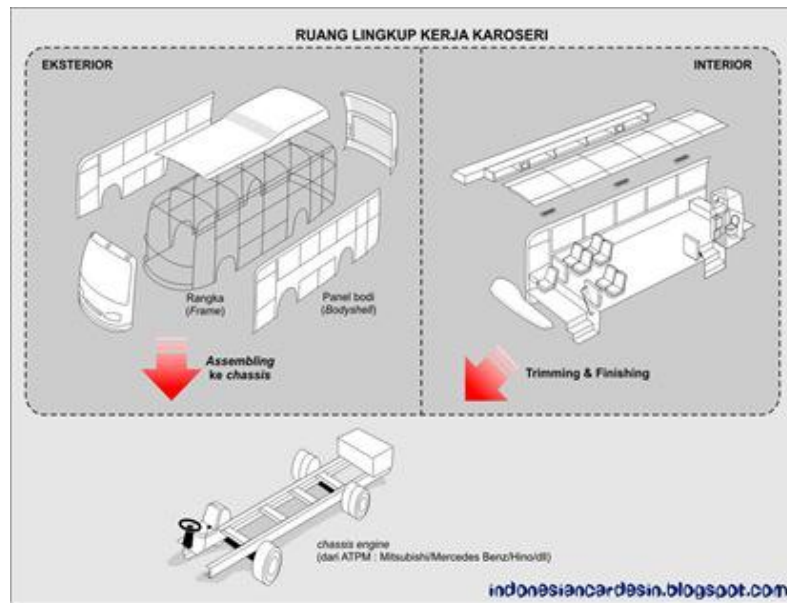 RUANG LINGKUP KERJA KAROSERI
EKSTERIOR
INTERIOR
Rangka
(Frame)
Panel bodi
(Bodyshell)
Assembling
ke chassis
Trimming & Finishing
chassis engine
(dari ATPM : Mitsubishi/Mercedes Benz/Hino/dll)
indonesiancardesin.blogspot.com